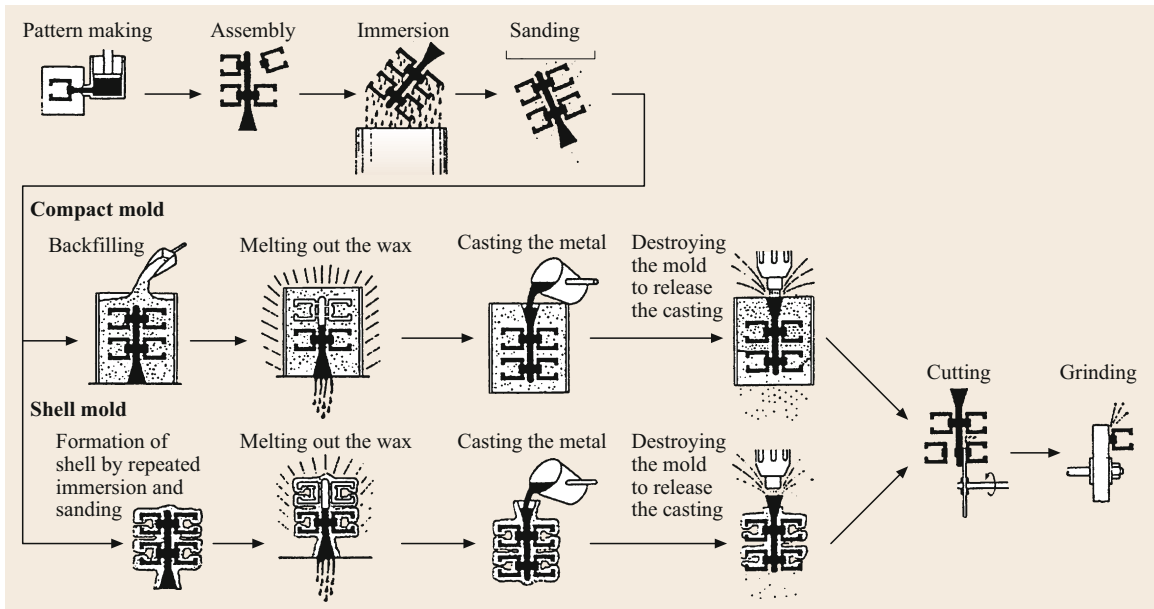 Pattern making
Assembly
Immersion
Sanding
Compact mold
Backfilling
Melting out the wax
Casting the metal
Destroying
the mold
to release
the casting
Shell mold
Formation of
shell by repeated
immersion and
sanding
Melting out the wax
Casting the metal
Destroying
the mold
to release
the casting
Cutting
Grinding